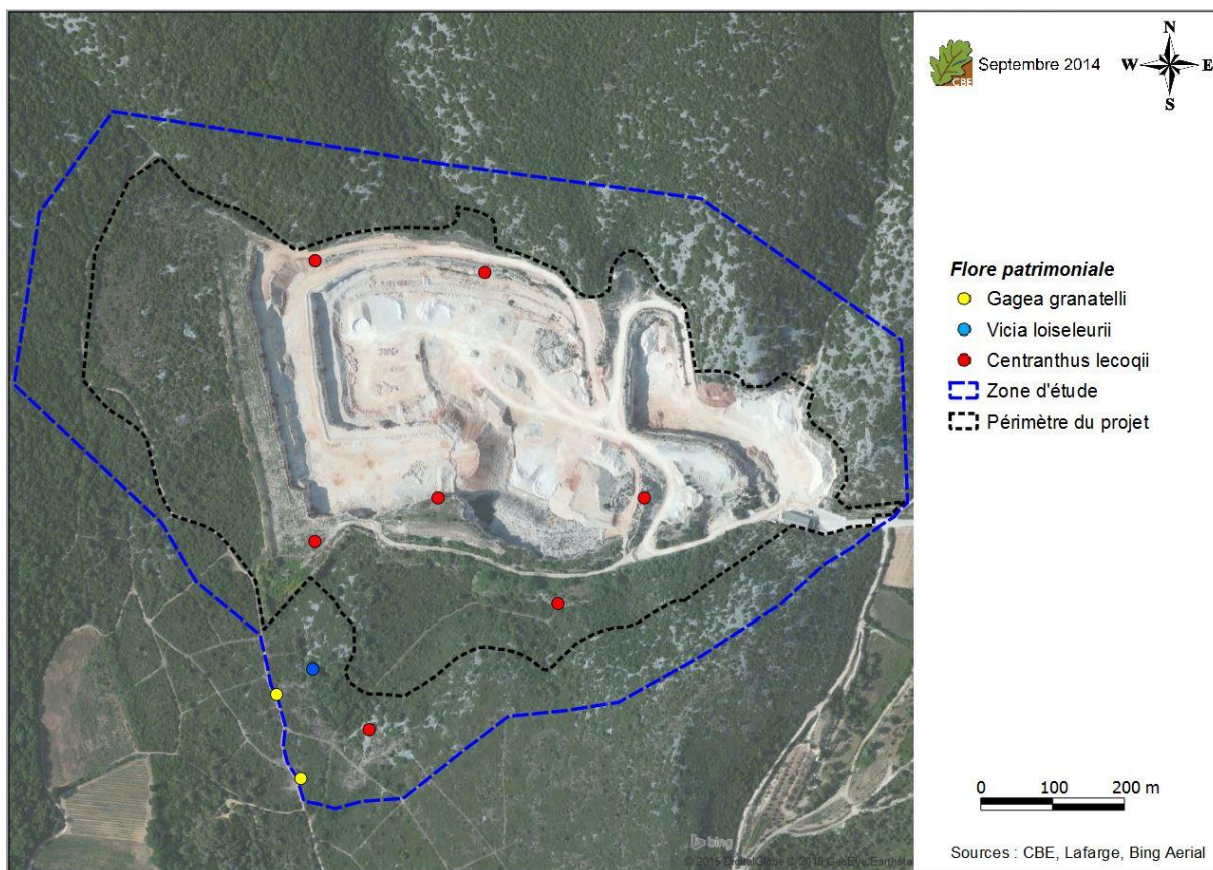 CBE
Septembre 2014
N
W E
S
Flore patrimoniale
Gagea granatelli
Vicia loiseleurii
Centranthus lecoqii
Zone d'étude
Périmètre du projet
0 100 200 m
bing
Sources : CBE, Lafarge, Bing Aerial